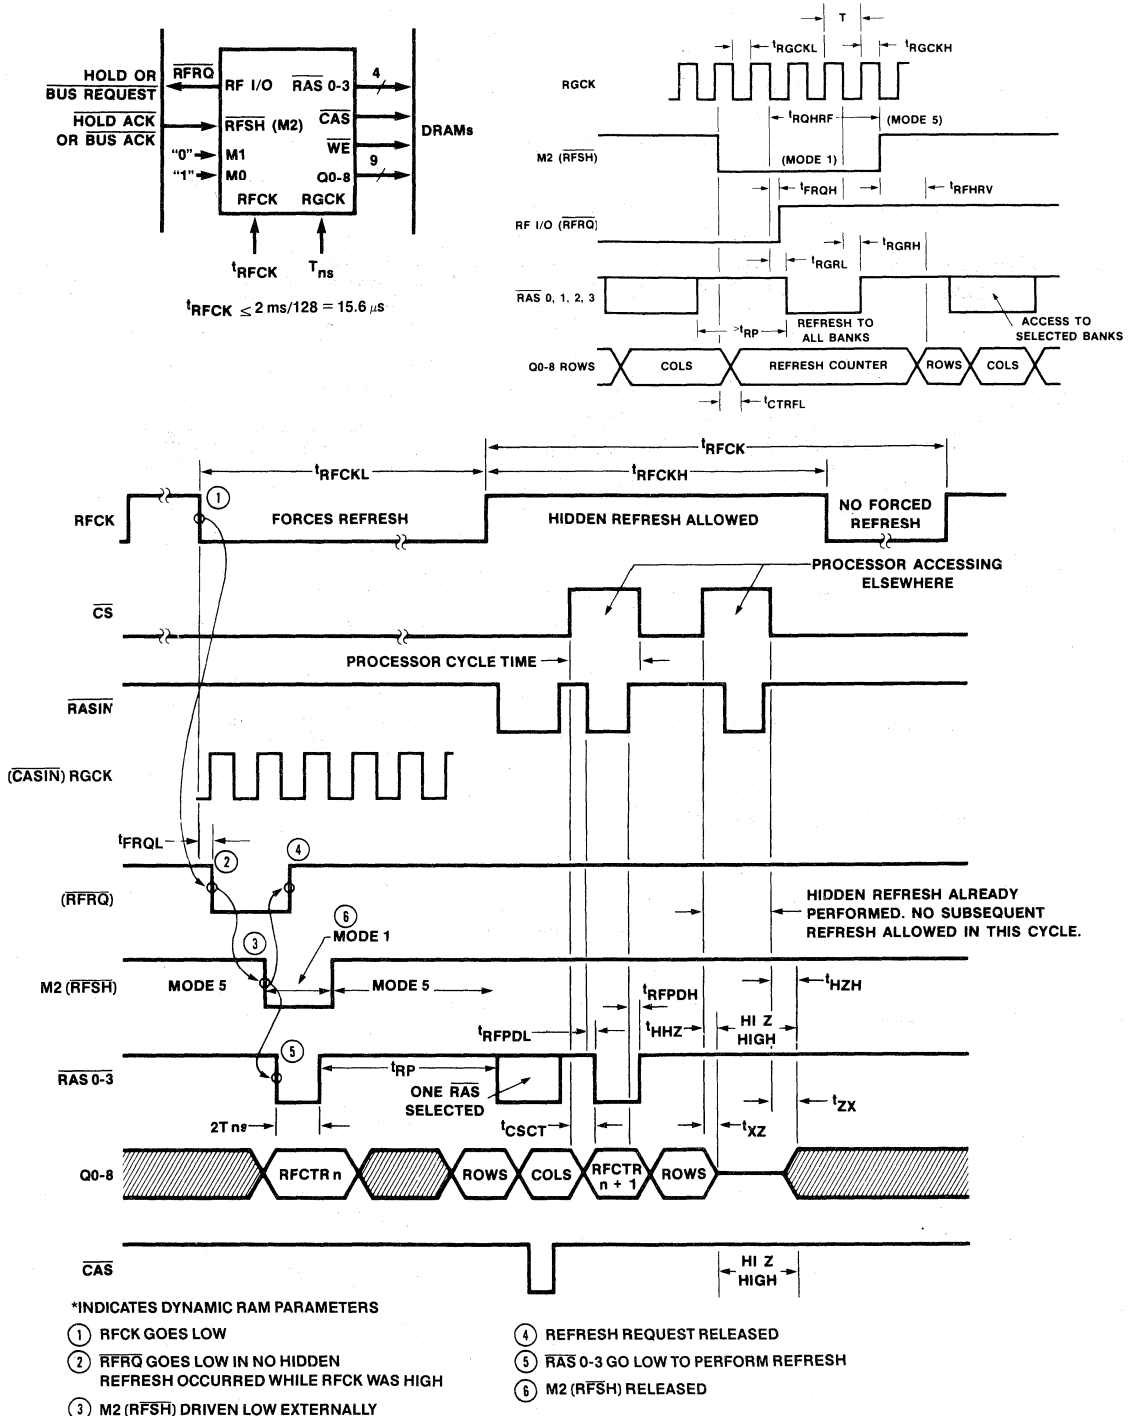 HOLD OR
BUS REQUEST
RFRQ
HOLD ACK
OR BUS ACK
"0"
"1"
RF I/O
RFSH (M2)
M1
M0
RAS 0-3
CAS
WE
Q0-8
RFCK RGCK
4
9
DRAMs
tRFCK
Tns
tRFCK ≤ 2 ms/128 = 15.6 µs
T
tRGCKL
tRGCKH
RGCK
tRQHRF
(MODE 5)
M2 (RFSH)
(MODE 1)
tFRQH
tRFHRV
RF I/O (RFRQ)
tRGRH
tRGRL
RAS 0, 1, 2, 3
>tRP
REFRESH TO
ALL BANKS
ACCESS TO
SELECTED BANKS
Q0-8 ROWS
COLS
REFRESH COUNTER
ROWS
COLS
tCTRFL
tRFCK
tRFCKL
tRFCKH
RFCK
1
FORCES REFRESH
HIDDEN REFRESH ALLOWED
NO FORCED
REFRESH
PROCESSOR ACCESSING
ELSEWHERE
CS
PROCESSOR CYCLE TIME
RASIN
(CASIN) RGCK
tFRQL
2
4
(RFRQ)
HIDDEN REFRESH ALREADY
PERFORMED. NO SUBSEQUENT
REFRESH ALLOWED IN THIS CYCLE.
6
3
MODE 1
M2 (RFSH)
MODE 5
MODE 5
tHZH
tRFPDH
tRFPDL
tHHZ
HI Z
HIGH
5
RAS 0-3
tRP
ONE RAS
SELECTED
tZX
2T ns
tCSCT
tXZ
Q0-8
RFCTR n
ROWS
COLS
RFCTR
n + 1
ROWS
CAS
HI Z
HIGH
*INDICATES DYNAMIC RAM PARAMETERS
1 RFCK GOES LOW
2 RFRQ GOES LOW IN NO HIDDEN
REFRESH OCCURRED WHILE RFCK WAS HIGH
3 M2 (RFSH) DRIVEN LOW EXTERNALLY
4 REFRESH REQUEST RELEASED
5 RAS 0-3 GO LOW TO PERFORM REFRESH
6 M2 (RFSH) RELEASED